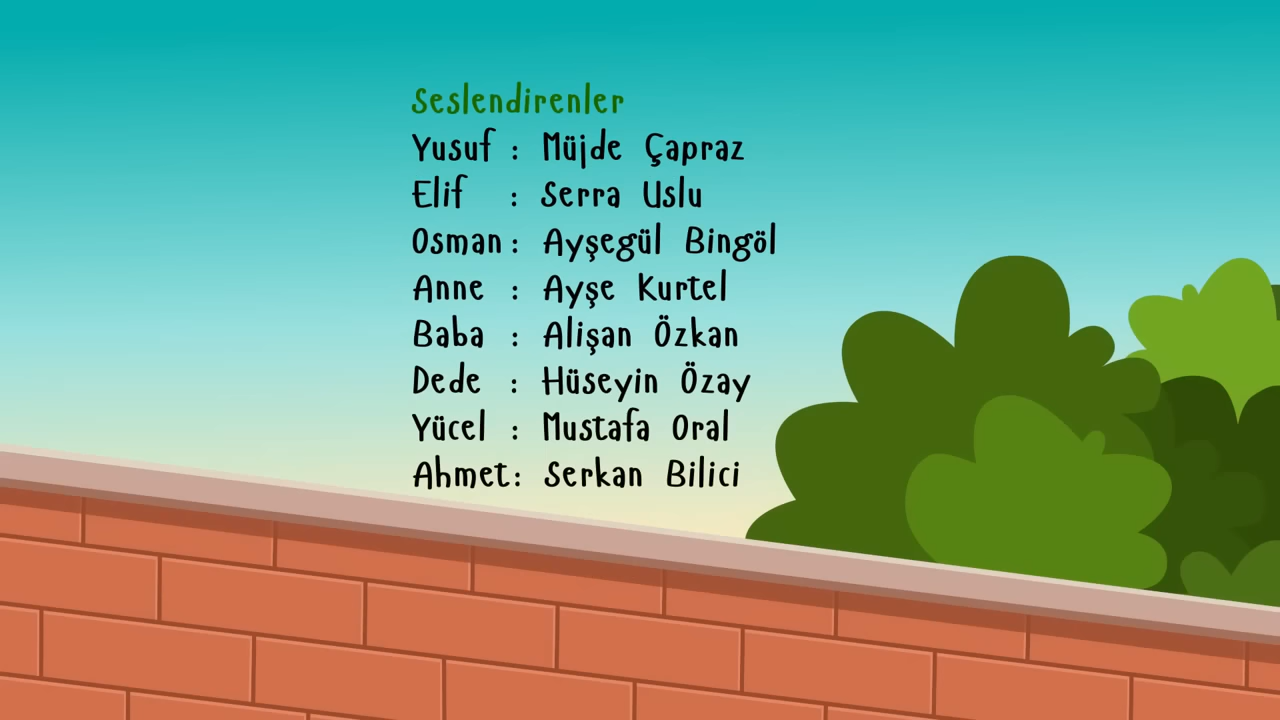 Seslendirenler
Yusuf : Müjde Çapraz
Elif : Serra Uslu
Osman : Ayşegül Bingöl
Anne : Ayşe Kurtel
Baba : Alişan Özkan
Dede : Hüseyin Özay
Yücel : Mustafa Oral
Ahmet : Serkan Bilici